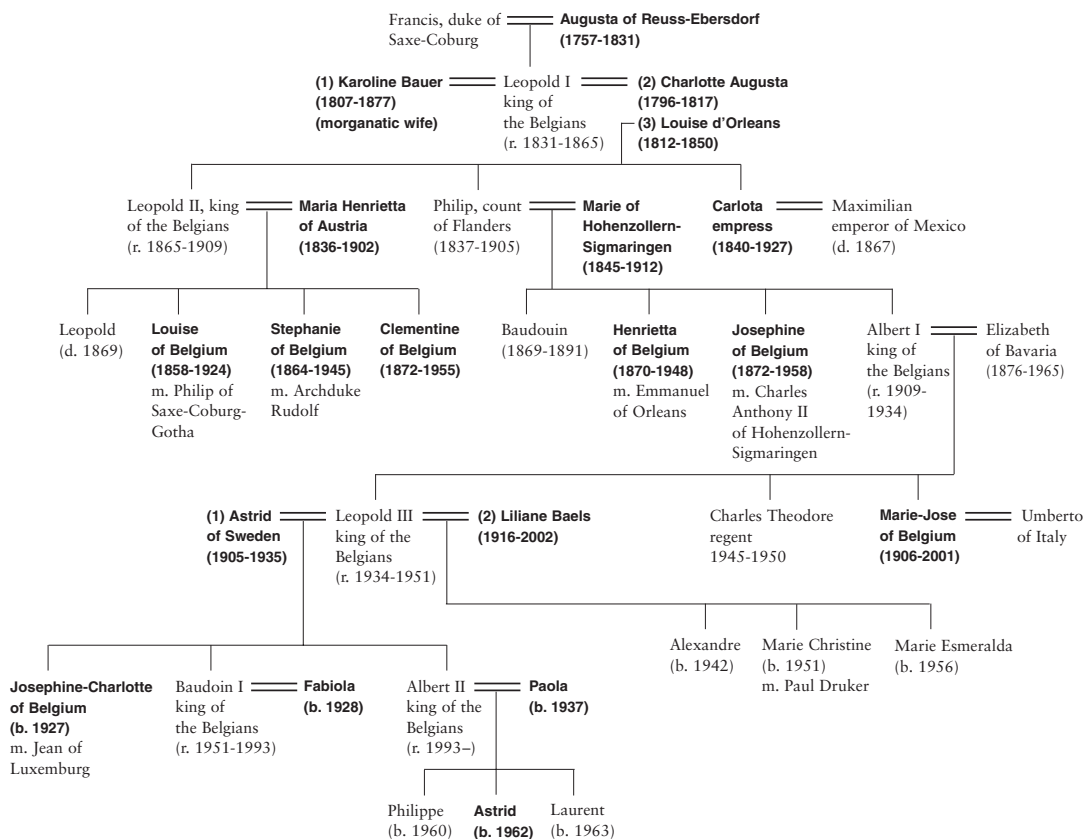 Francis, duke of
Saxe-Coburg
Augusta of Reuss-Ebersdorf
(1757-1831)
(1) Karoline Bauer
(1807-1877)
(morganatic wife)
Leopold I
king of
the Belgians
(r. 1831-1865)
(2) Charlotte Augusta
(1796-1817)
(3) Louise d'Orleans
(1812-1850)
Leopold II, king
of the Belgians
(r. 1865-1909)
Maria Henrietta
of Austria
(1836-1902)
Philip, count
of Flanders
(1837-1905)
Marie of
Hohenzollern-
Sigmaringen
(1845-1912)
Carlota
empress
(1840-1927)
Maximilian
emperor of Mexico
(d. 1867)
Leopold
(d. 1869)
Louise
of Belgium
(1858-1924)
m. Philip of
Saxe-Coburg-
Gotha
Stephanie
of Belgium
(1864-1945)
m. Archduke
Rudolf
Clementine
of Belgium
(1872-1955)
Baudouin
(1869-1891)
Henrietta
of Belgium
(1870-1948)
m. Emmanuel
of Orleans
Josephine
of Belgium
(1872-1958)
m. Charles
Anthony II
of Hohenzollern-
Sigmaringen
Albert I
king of
the Belgians
(r. 1909-
1934)
Elizabeth
of Bavaria
(1876-1965)
(1) Astrid
of Sweden
(1905-1935)
Leopold III
king of the
Belgians
(r. 1934-1951)
(2) Liliane Baels
(1916-2002)
Charles Theodore
regent
1945-1950
Marie-Jose
of Belgium
(1906-2001)
Umberto
of Italy
Alexandre
(b. 1942)
Marie Christine
(b. 1951)
m. Paul Druker
Marie Esmeralda
(b. 1956)
Josephine-Charlotte
of Belgium
(b. 1927)
m. Jean of
Luxemburg
Baudoin I
king of
the Belgians
(r. 1951-1993)
Fabiola
(b. 1928)
Albert II
king of the
Belgians
(r. 1993–)
Paola
(b. 1937)
Philippe
(b. 1960)
Astrid
(b. 1962)
Laurent
(b. 1963)